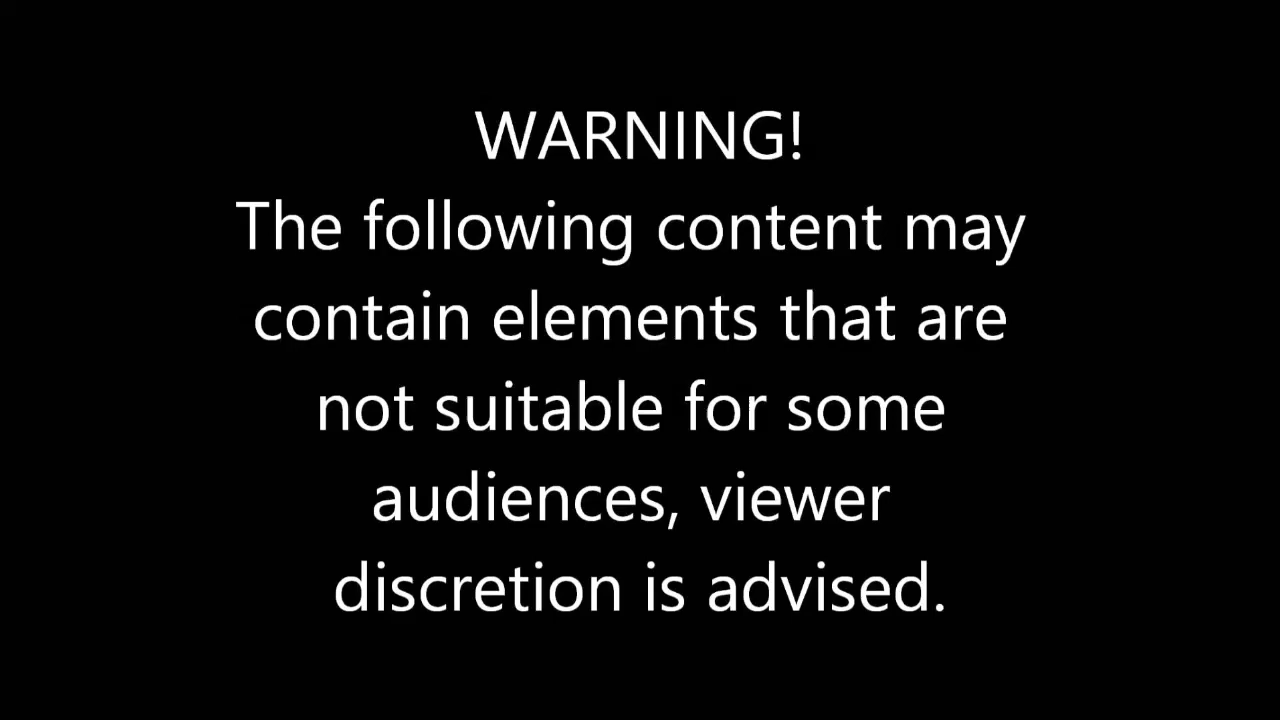 WARNING!
The following content may
contain elements that are
not suitable for some
audiences, viewer
discretion is advised.